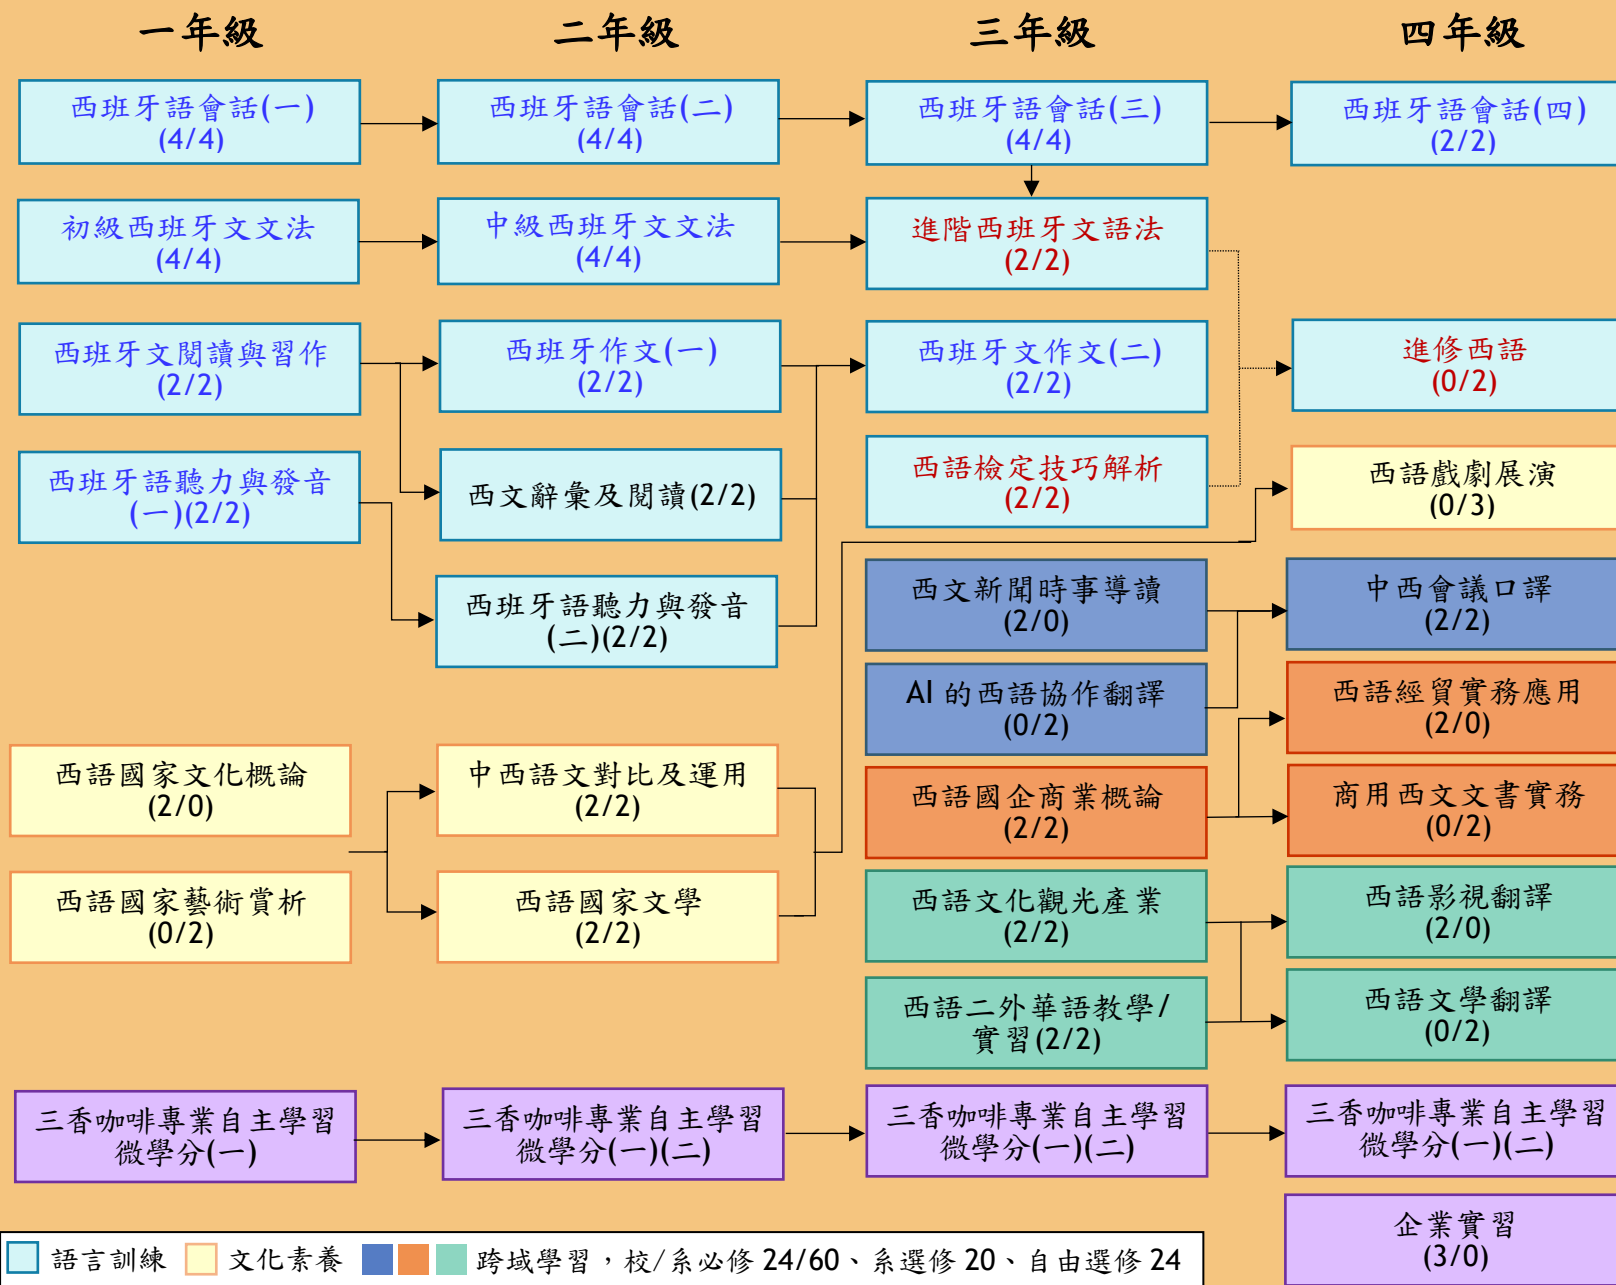 一年級
二年級
三年級
四年級
西班牙語會話(一)
(4/4)
西班牙語會話(二)
(4/4)
西班牙語會話(三)
(4/4)
西班牙語會話(四)
(2/2)
初級西班牙文文法
(4/4)
中級西班牙文文法
(4/4)
進階西班牙文語法
(2/2)
西班牙文閱讀與習作
(2/2)
西班牙作文(一)
(2/2)
西班牙文作文(二)
(2/2)
進修西語
(0/2)
西班牙語聽力與發音
(一)(2/2)
西文辭彙及閱讀(2/2)
西語檢定技巧解析
(2/2)
西語戲劇展演
(0/3)
西班牙語聽力與發音
(二)(2/2)
西文新聞時事導讀
(2/0)
中西會議口譯
(2/2)
AI 的西語協作翻譯
(0/2)
西語經貿實務應用
(2/0)
西語國家文化概論
(2/0)
中西語文對比及運用
(2/2)
西語國企商業概論
(2/2)
商用西文文書實務
(0/2)
西語國家藝術賞析
(0/2)
西語國家文學
(2/2)
西語文化觀光產業
(2/2)
西語影視翻譯
(2/0)
西語二外華語教學/
實習(2/2)
西語文學翻譯
(0/2)
三香咖啡專業自主學習
微學分(一)
三香咖啡專業自主學習
微學分(一)(二)
三香咖啡專業自主學習
微學分(一)(二)
三香咖啡專業自主學習
微學分(一)(二)
企業實習
(3/0)
語言訓練 文化素養 跨域學習，校/系必修 24/60、系選修 20、自由選修 24